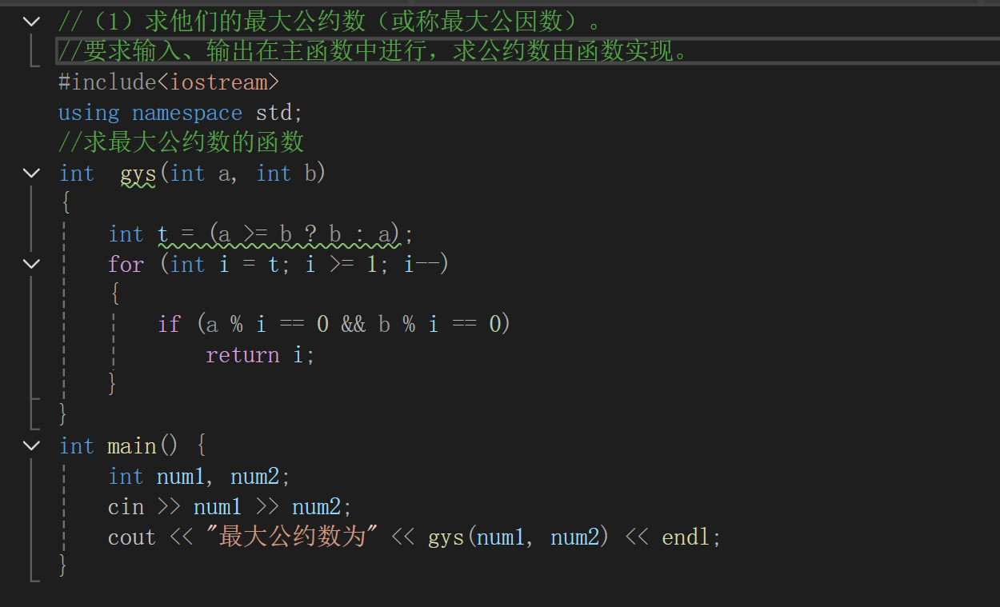 //（1）求他们的最大公约数（或称最大公因数）。
//要求输入、输出在主函数中进行，求公约数由函数实现。
#include<iostream>
using namespace std;
//求最大公约数的函数
int  gys(int a, int b)
{
    int t = (a >= b ? b : a);
    for (int i = t; i >= 1; i--)
    {
        if (a % i == 0 && b % i == 0)
            return i;
    }
}
int main() {
    int num1, num2;
    cin >> num1 >> num2;
    cout << "最大公约数为" << gys(num1, num2) << endl;
}